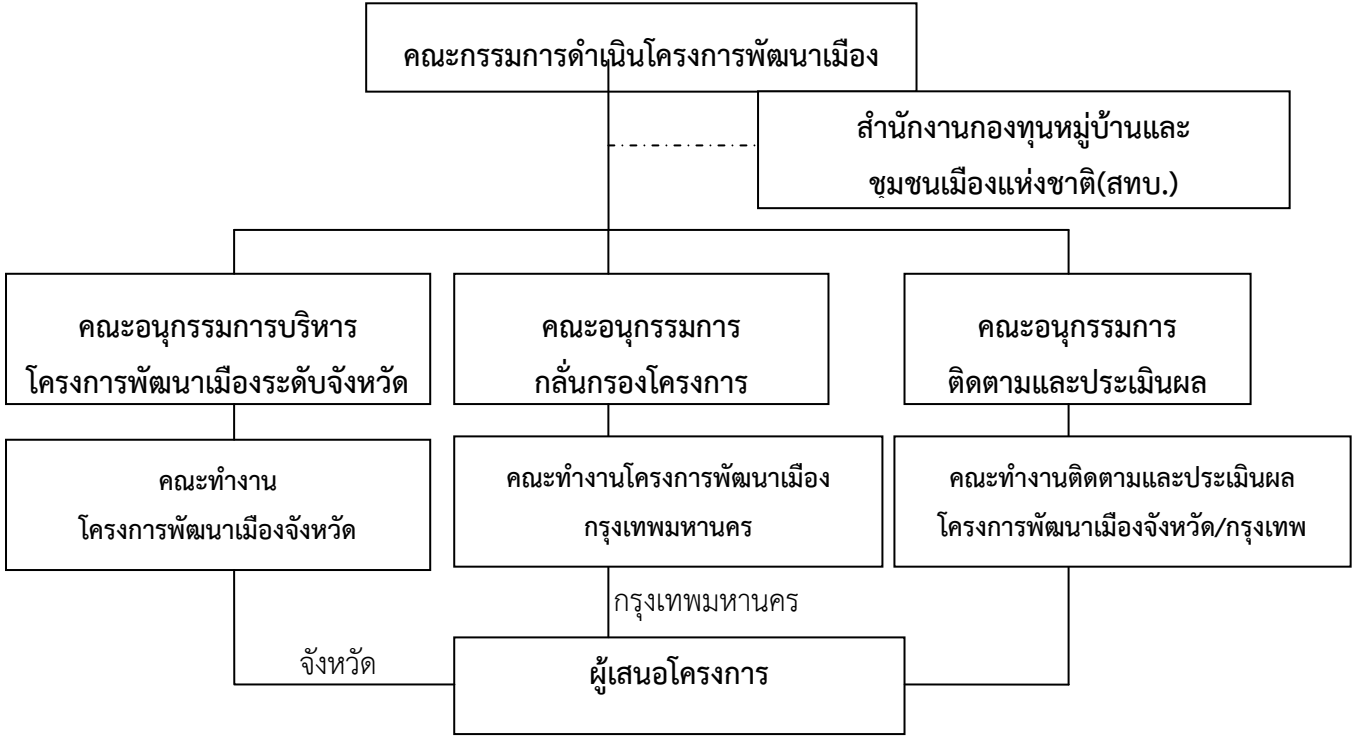 คณะกรรมการดำเนินโครงการพัฒนาเมือง
สำนักงานกองทุนหมู่บ้านและ
ชุมชนเมืองแห่งชาติ(สทบ.)
คณะอนุกรรมการบริหาร
โครงการพัฒนาเมืองระดับจังหวัด
คณะอนุกรรมการ
กลั่นกรองโครงการ
คณะอนุกรรมการ
ติดตามและประเมินผล
คณะทำงาน
โครงการพัฒนาเมืองจังหวัด
คณะทำงานโครงการพัฒนาเมือง
กรุงเทพมหานคร
คณะทำงานติดตามและประเมินผล
โครงการพัฒนาเมืองจังหวัด/กรุงเทพ
กรุงเทพมหานคร
จังหวัด
ผู้เสนอโครงการ